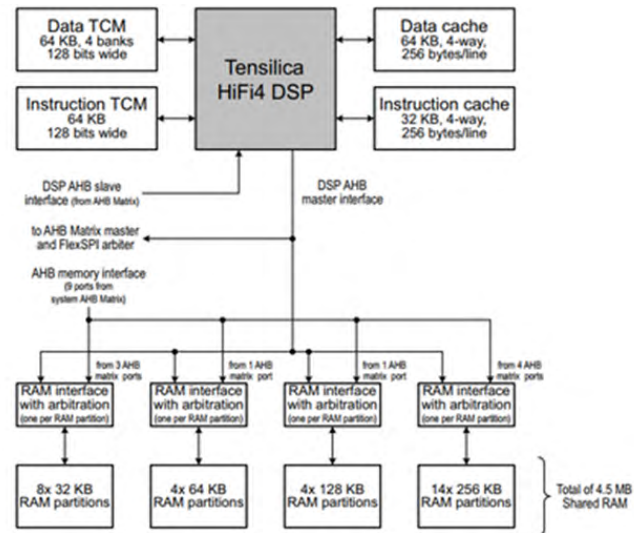 Data TCM
64 KB, 4 banks
128 bits wide
Tensilica
HiFi4 DSP
Data cache
64 KB, 4-way,
256 bytes/line
Instruction TCM
64 KB
128 bits wide
Instruction cache
32 KB, 4-way,
256 bytes/line
DSP AHB slave
interface (from AHB Matrix)
DSP AHB
master interface
to AHB Matrix master
and FlexSPI arbiter
AHB memory interface
(9 ports from
system AHB Matrix)
from 3 AHB
matrix ports
from 1 AHB
matrix port
from 1 AHB
matrix port
from 4 AHB
matrix ports
RAM interface
with arbitration
(one per RAM partition)
RAM interface
with arbitration
(one per RAM partition)
RAM interface
with arbitration
(one per RAM partition)
RAM interface
with arbitration
(one per RAM partition)
8x 32 KB
RAM partitions
4x 64 KB
RAM partitions
4x 128 KB
RAM partitions
14x 256 KB
RAM partitions
Total of 4.5 MB
Shared RAM